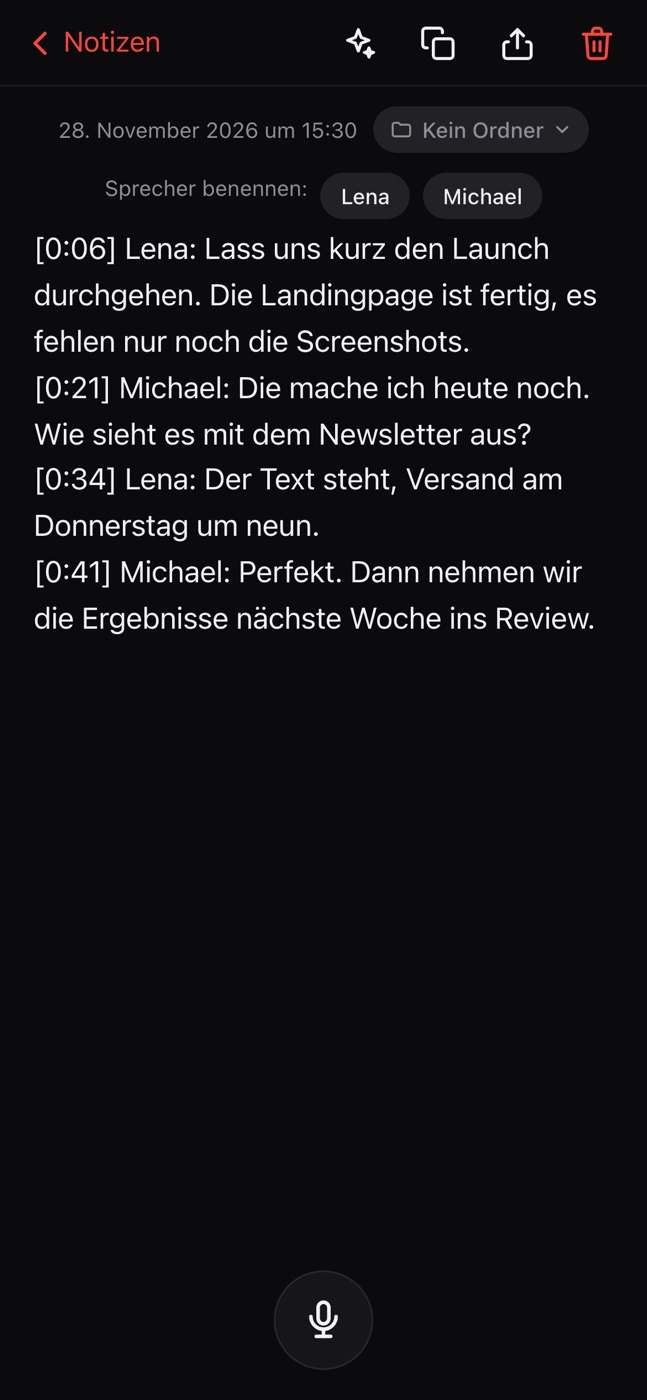 Notizen
28. November 2026 um 15:30
Kein Ordner
Sprecher benennen:
Lena
Michael
[0:06] Lena: Lass uns kurz den Launch
durchgehen. Die Landingpage ist fertig, es
fehlen nur noch die Screenshots.
[0:21] Michael: Die mache ich heute noch.
Wie sieht es mit dem Newsletter aus?
[0:34] Lena: Der Text steht, Versand am
Donnerstag um neun.
[0:41] Michael: Perfekt. Dann nehmen wir
die Ergebnisse nächste Woche ins Review.